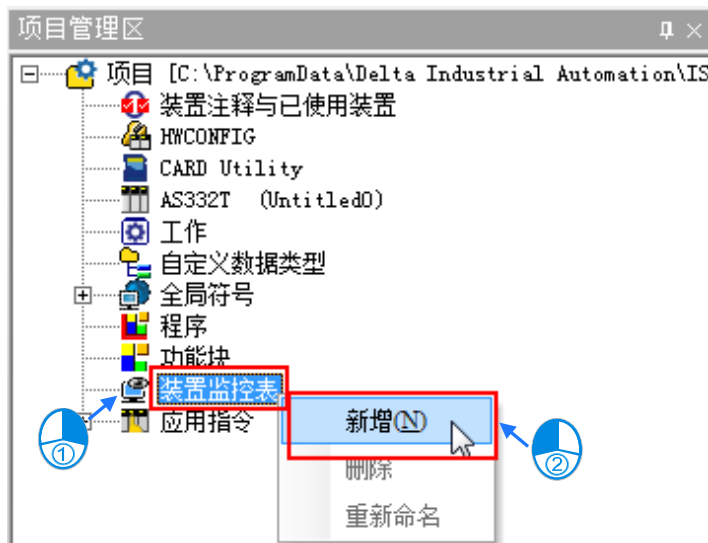 项目管理区
项目 [C:\ProgramData\Delta Industrial Automation\IS
装置注释与已使用装置
HWCONFIG
CARD Utility
AS332T (Untitled0)
工作
自定义数据类型
全局符号
程序
功能块
装置监控表
应用指令
新增(N)
删除
重新命名
①
②